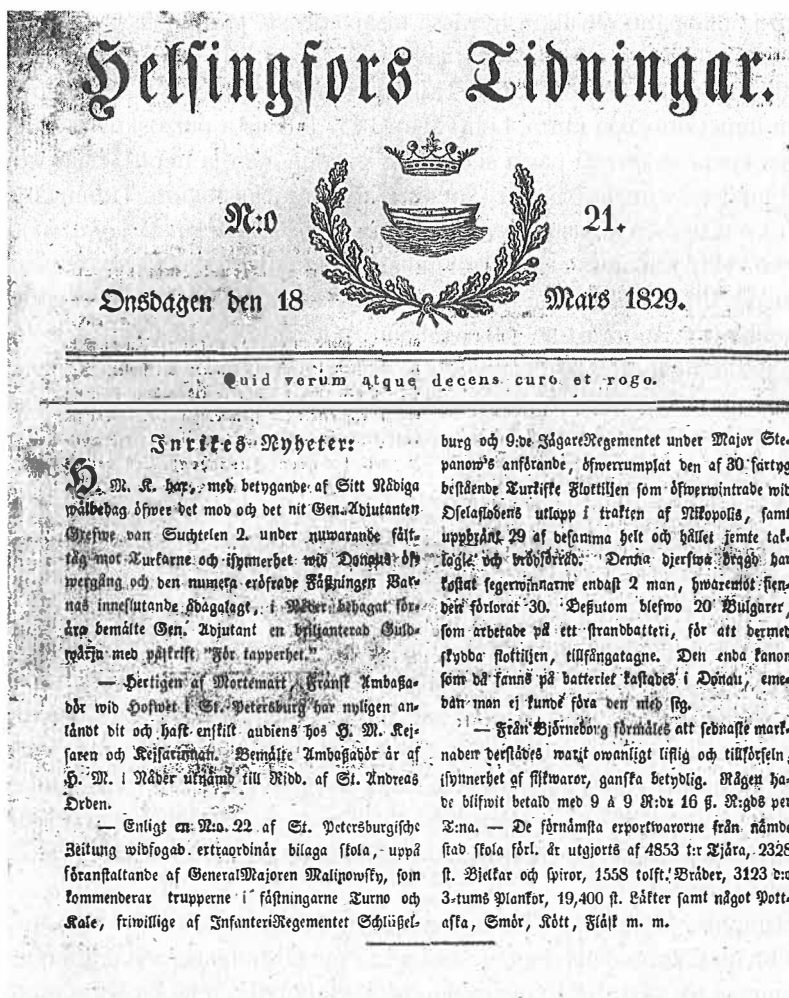 Helsingfors Tidningar.
N:o 21.
Onsdagen den 18 Mars 1829.
Quid verum atque decens curo et rogo.
Inrikes Nyheter:
H. M. K. har, med betygande af Sitt Nådiga
wälbehag öfwer det mod och det nit Gen. Adjutanten
Grefwe van Suchtelen 2. under nuwarande fält-
tåg mot Turkarne och isynnerhet wid Donaus öf-
wergång och den numera eröfrade Fästningen War-
nas inneslutande ådagalagt, i Nåder behagat för-
ära bemälte Gen. Adjutant en briljanterad Guld-
wärja med påskrift "För tapperhet."
— Hertigen af Mortemart, Fransk Ambaßa-
dör wid Hofwet i St. Petersburg har nyligen an-
ländt dit och haft enskilt audiens hos H. M. Kej-
saren och Kejsarinnan. Bemälte Ambaßadör är af
H. M. i Nåder utnämd till Ridd. af St. Andreas
Orden.
— Enligt en N:o. 22 af St. Petersburgische
Zeitung widfogad extraordinär bilaga skola, uppå
föranstaltande af GeneralMajoren Malinowsky, som
kommenderar trupperne i fästningarne Turno och
Kale, friwillige af InfanteriRegementet Schlüßel-
burg och 9:de JägareRegementet under Major Ste-
panow's anförande, öfwerrumplat den af 30 fartyg
bestående Turkiske Flottiljen som öfwerwintrade wid
Oselaflodens utlopp i trakten af Nikopolis, samt
uppbränt 29 af desamma helt och hållet jemte tak-
lage och brödförråd. Denna djerfwa bragd har
kostat segerwinnarne endast 2 man, hwaremot fien-
den förlorat 30. Deßutom blefwo 20 Bulgarer,
som arbetade på ett strandbatteri, för att dermed
skydda flottiljen, tillfångatagne. Den enda kanon
som då fanns på batteriet kastades i Donau, eme-
dan man ej kunde föra den med sig.
— Från Björneborg förmäles att sednaste mark-
naden derstädes warit owanligt liflig och tillförseln,
isynnerhet af fiskwaror, ganska betydlig. Rågen ha-
de blifwit betald med 9 à 9 R:dr 16 ß. R:gds per
T:na. — De förnämsta exportwarorne från nämde
stad skola förl. år utgjorts af 4853 t:r Tjära, 2328
st. Bjelkar och spiror, 1558 tolft. Bräder, 3123 d:o
3-tums Plankor, 19,400 st. Läkter samt något Pott-
aska, Smör, Kött, Fläsk m. m.